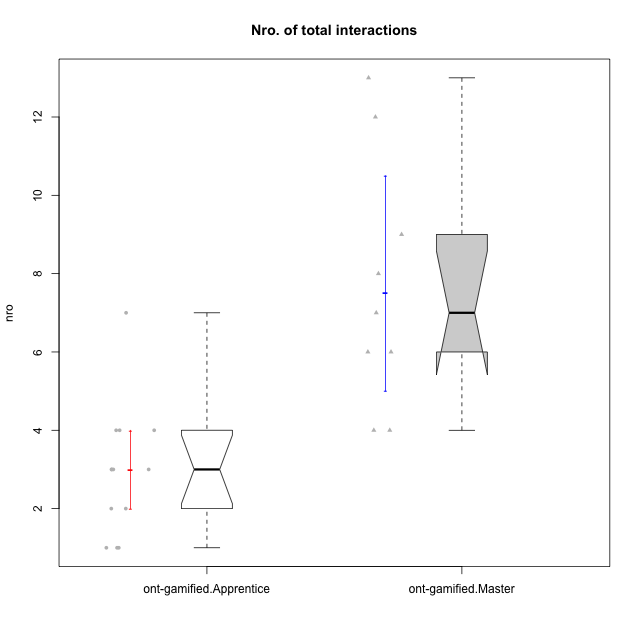 Nro. of total interactions
12
10
8
6
4
2
nro
ont-gamified.Apprentice
ont-gamified.Master